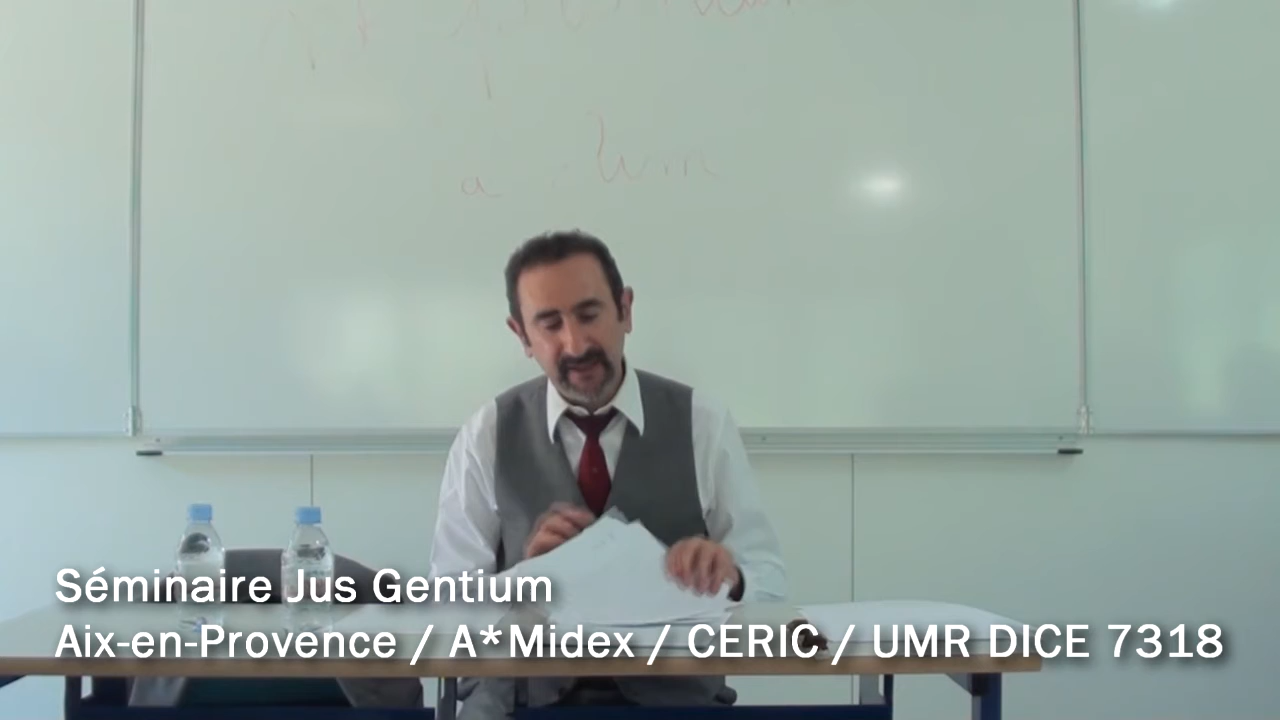 Séminaire Jus Gentium
Aix-en-Provence / A*Midex / CERIC / UMR DICE 7318